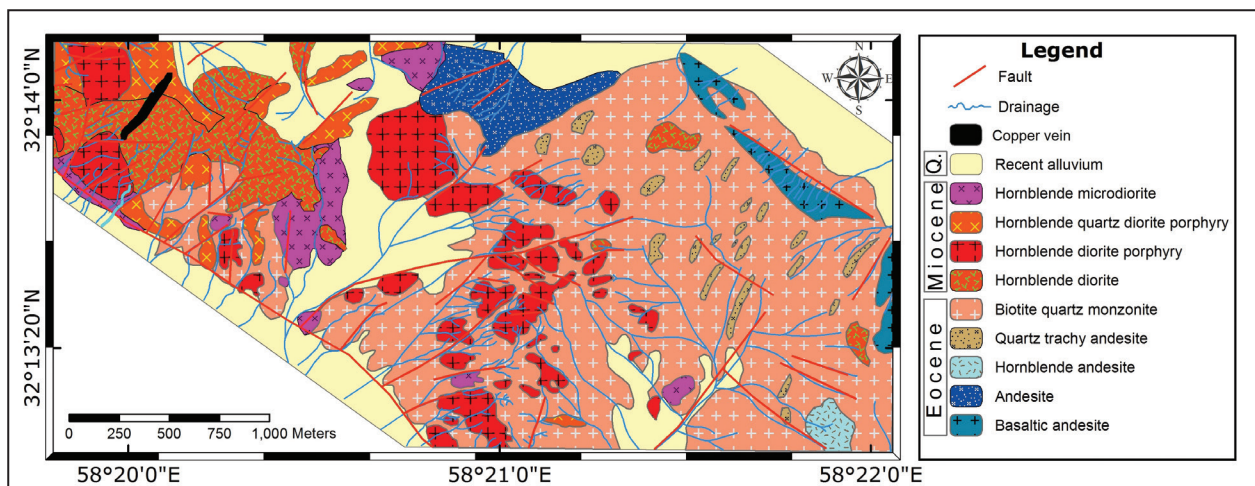 32°14'0"N
32°13'20"N
N
W E
S
0 250 500 750 1,000 Meters
58°20'0"E 58°21'0"E 58°22'0"E
Legend
Fault
Drainage
Copper vein
Q.
Recent alluvium
Miocene
Hornblende microdiorite
Hornblende quartz diorite porphyry
Hornblende diorite porphyry
Hornblende diorite
Eocene
Biotite quartz monzonite
Quartz trachy andesite
Hornblende andesite
Andesite
Basaltic andesite